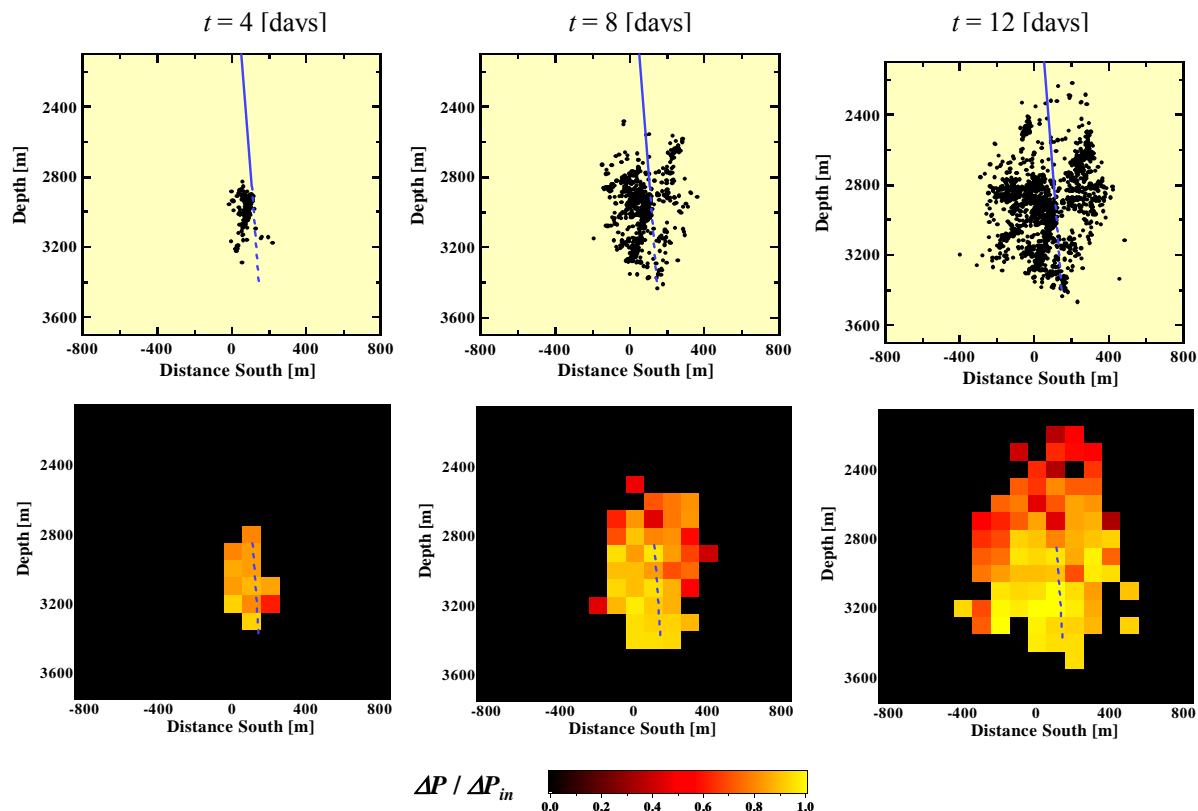 t = 4 [days]
t = 8 [days]
t = 12 [days]
Depth [m]
2400
2800
3200
3600
-800 -400 0 400 800
Distance South [m]
Depth [m]
2400
2800
3200
3600
-800 -400 0 400 800
Distance South [m]
Depth [m]
2400
2800
3200
3600
-800 -400 0 400 800
Distance South [m]
Depth [m]
2400
2800
3200
3600
-800 -400 0 400 800
Distance South [m]
Depth [m]
2400
2800
3200
3600
-800 -400 0 400 800
Distance South [m]
Depth [m]
2400
2800
3200
3600
-800 -400 0 400 800
Distance South [m]
ΔP / ΔPin
0.0 0.2 0.4 0.6 0.8 1.0